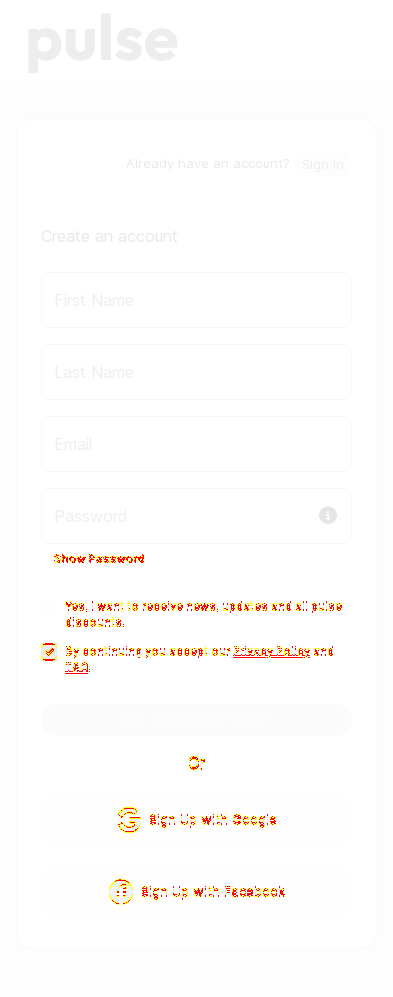 pulse
Already have an account? Sign in
Create an account
First Name
Last Name
Email
Password
Show Password
Yes, I want to receive news, updates and all pulse
discounts.
By continuing you accept our Privacy Policy and
T&C.
Or
Sign Up with Google
Sign Up with Facebook